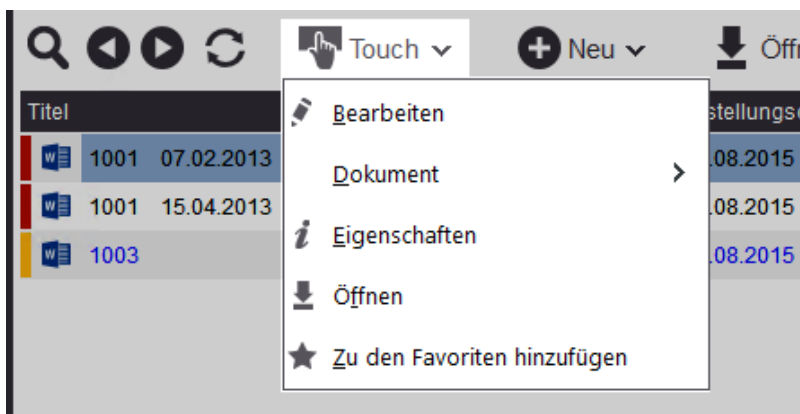 Touch Neu Öff
Titel stellungs
Bearbeiten
1001 07.02.2013 .08.2015
Dokument
1001 15.04.2013 .08.2015
Eigenschaften
1003 .08.2015
Öffnen
Zu den Favoriten hinzufügen